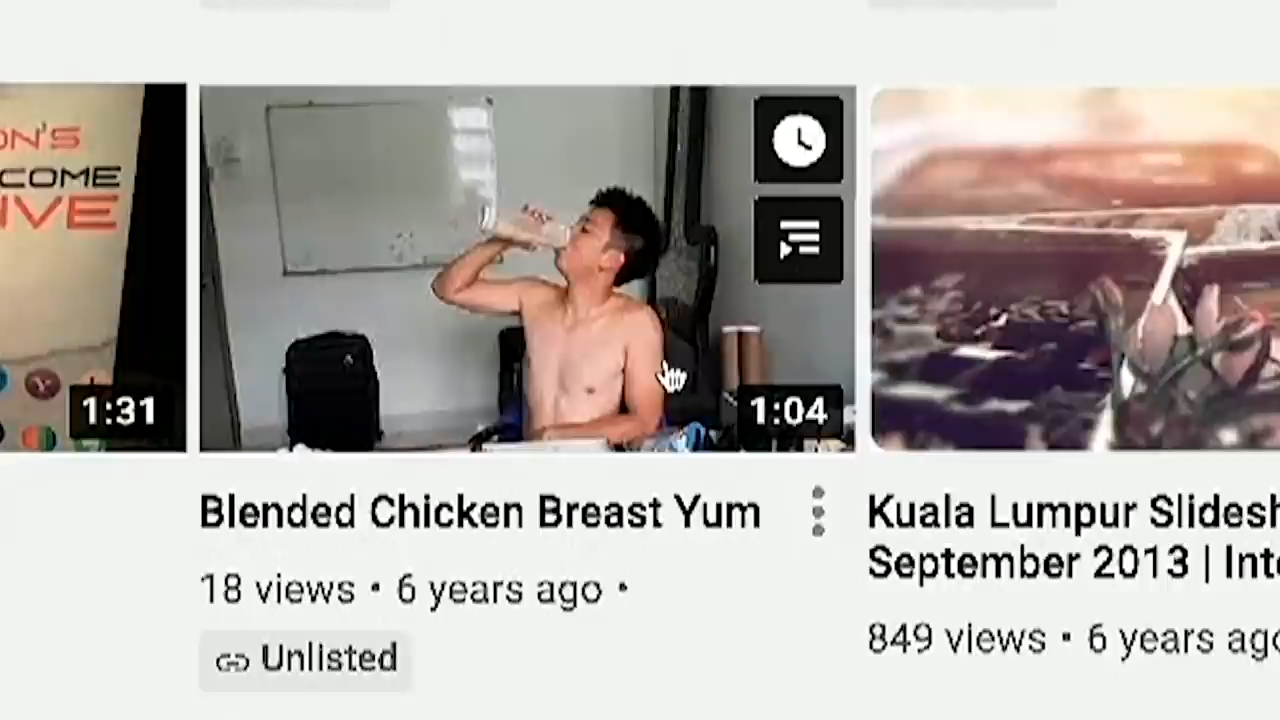 ON'S
COME
IVE
1:31
1:04
Blended Chicken Breast Yum
18 views • 6 years ago •
Unlisted
Kuala Lumpur Slidesh
September 2013 | Inte
849 views • 6 years ago